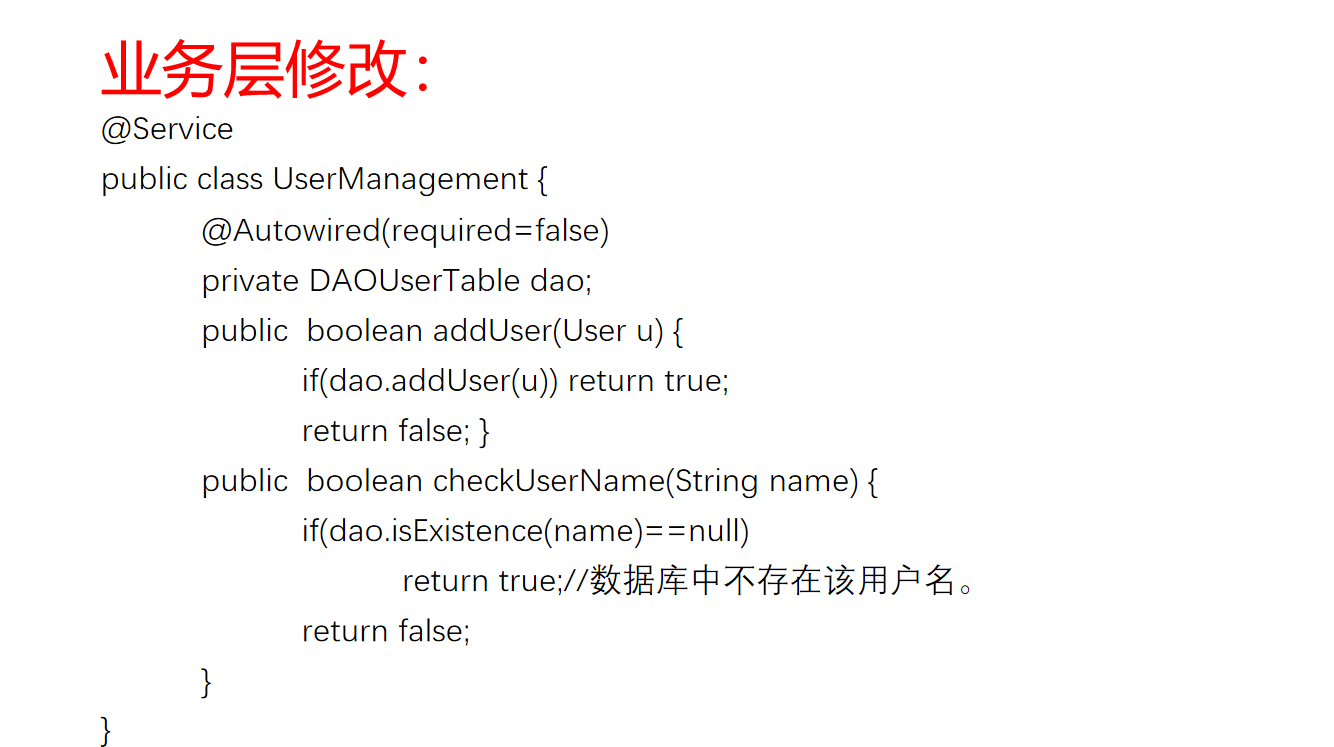 业务层修改：
@Service
public class UserManagement {
@Autowired(required=false)
private DAOUserTable dao;
public  boolean addUser(User u) {
if(dao.addUser(u)) return true;
return false; }
public  boolean checkUserName(String name) {
if(dao.isExistence(name)==null)
return true;//数据库中不存在该用户名。
return false;
}
}